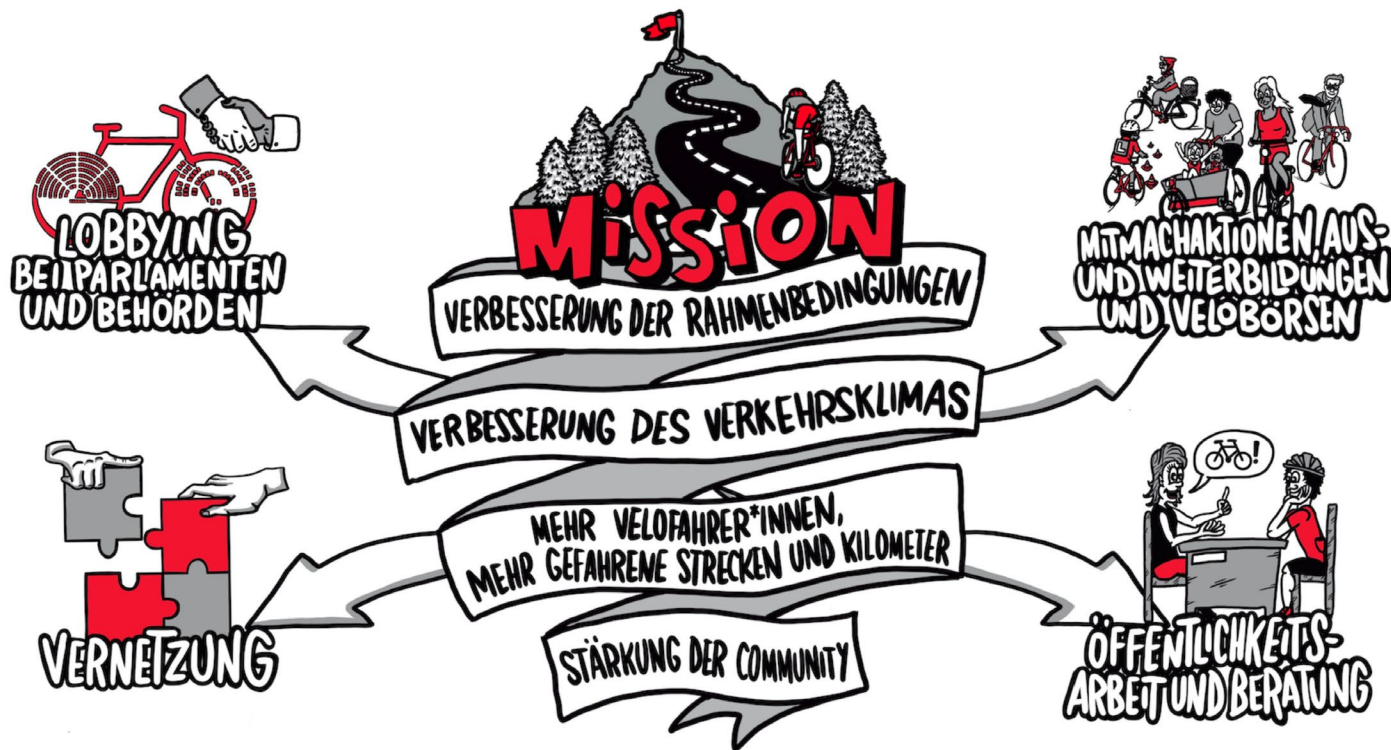 MiSSiON
VERBESSERUNG DER RAHMENBEDINGUNGEN
VERBESSERUNG DES VERKEHRSKLIMAS
MEHR VELOFAHRER*INNEN,
MEHR GEFAHRENE STRECKEN UND KILOMETER
STÄRKUNG DER COMMUNITY
LOBBYING
BEI PARLAMENTEN
UND BEHÖRDEN
MITMACHAKTIONEN, AUS-
UND WEITERBILDUNGEN
UND VELOBÖRSEN
VERNETZUNG
!
ÖFFENTLICHKEITS-
ARBEIT UND BERATUNG
L